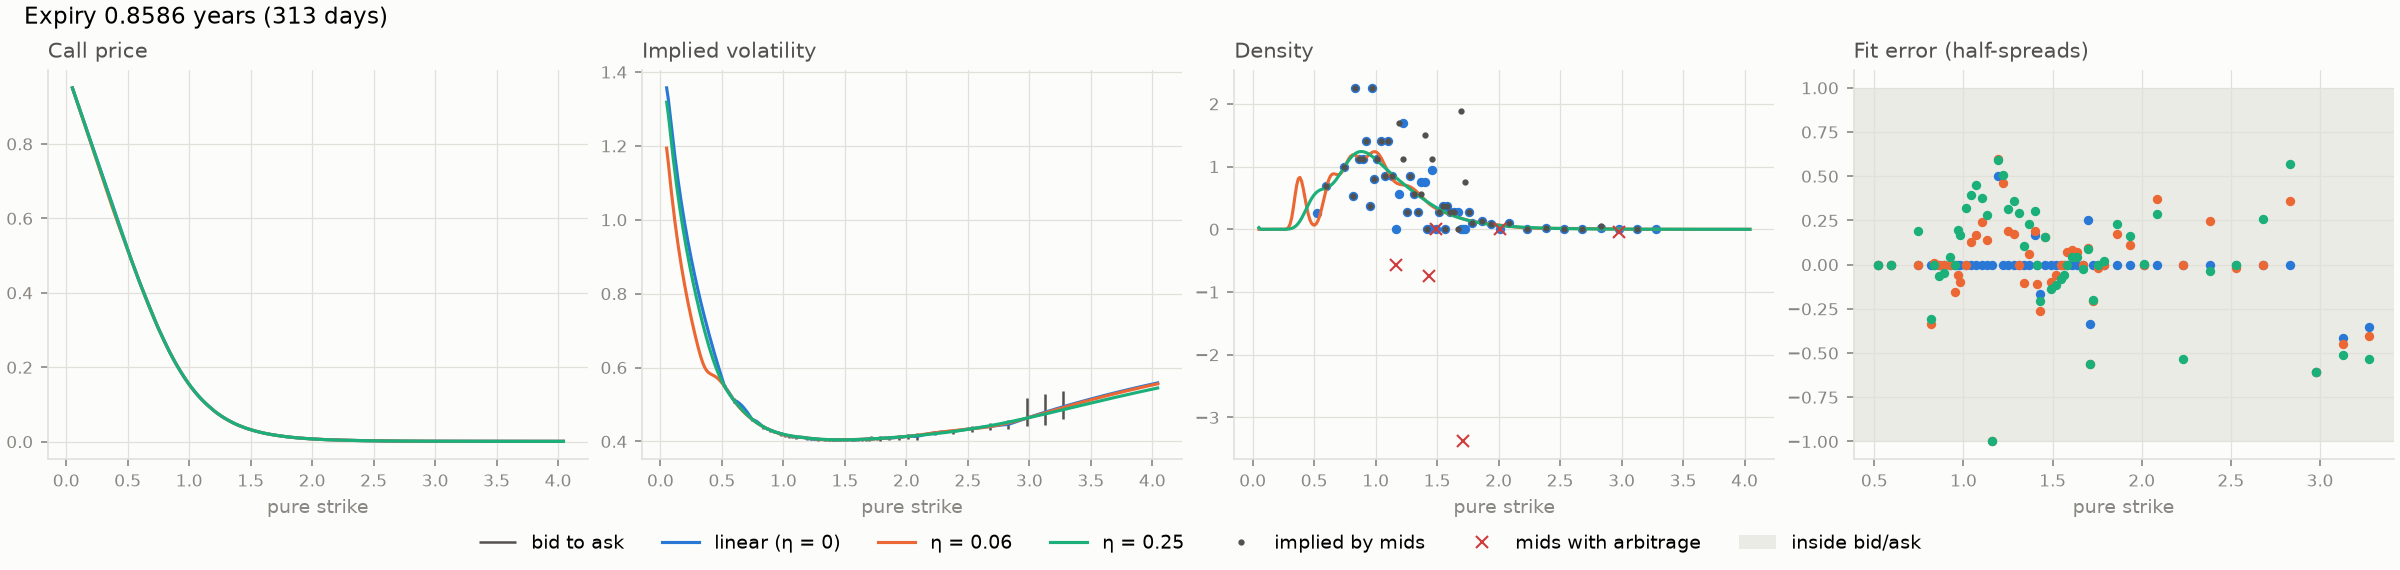 Expiry 0.8586 years (313 days)
Call price
0.8
0.6
0.4
0.2
0.0
0.0 0.5 1.0 1.5 2.0 2.5 3.0 3.5 4.0
pure strike
Implied volatility
1.4
1.2
1.0
0.8
0.6
0.4
0.0 0.5 1.0 1.5 2.0 2.5 3.0 3.5 4.0
pure strike
Density
2
1
0
−1
−2
−3
0.0 0.5 1.0 1.5 2.0 2.5 3.0 3.5 4.0
pure strike
Fit error (half-spreads)
1.00
0.75
0.50
0.25
0.00
−0.25
−0.50
−0.75
−1.00
0.5 1.0 1.5 2.0 2.5 3.0
pure strike
bid to ask linear (η = 0) η = 0.06 η = 0.25 implied by mids mids with arbitrage inside bid/ask